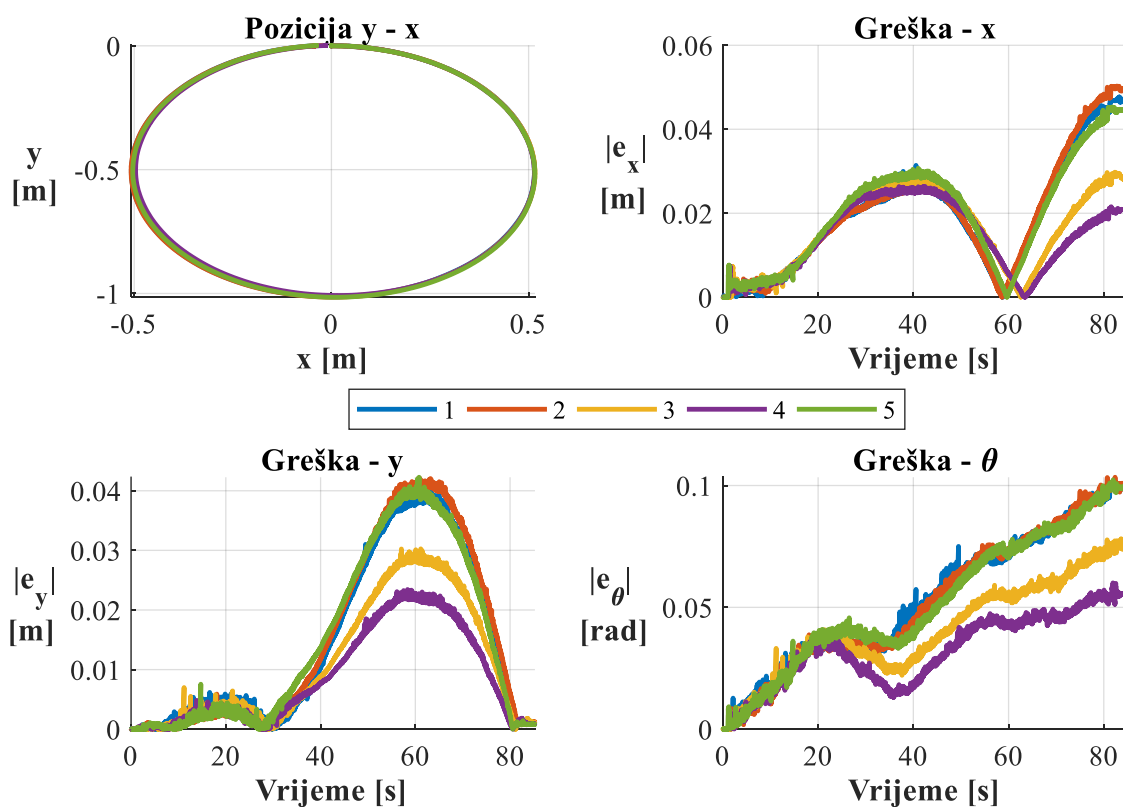 Pozicija y - x
0
-0.5
-1
y
[m]
-0.5
0
0.5
x [m]
Greška - x
0.06
0.04
0.02
0
|e_x|
[m]
0
20
40
60
80
Vrijeme [s]
1 2 3 4 5
Greška - y
0.04
0.03
0.02
0.01
0
|e_y|
[m]
0
20
40
60
80
Vrijeme [s]
Greška - θ
0.1
0.05
0
|e_θ|
[rad]
0
20
40
60
80
Vrijeme [s]